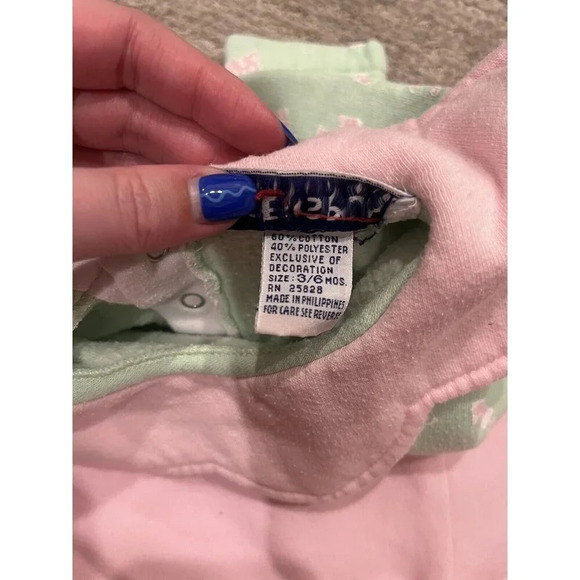 60% COTTON
40% POLYESTER
EXCLUSIVE OF
DECORATION
SIZE: 3/6 MOS.
RN 25828
MADE IN PHILIPPINES
FOR CARE SEE REVERSE